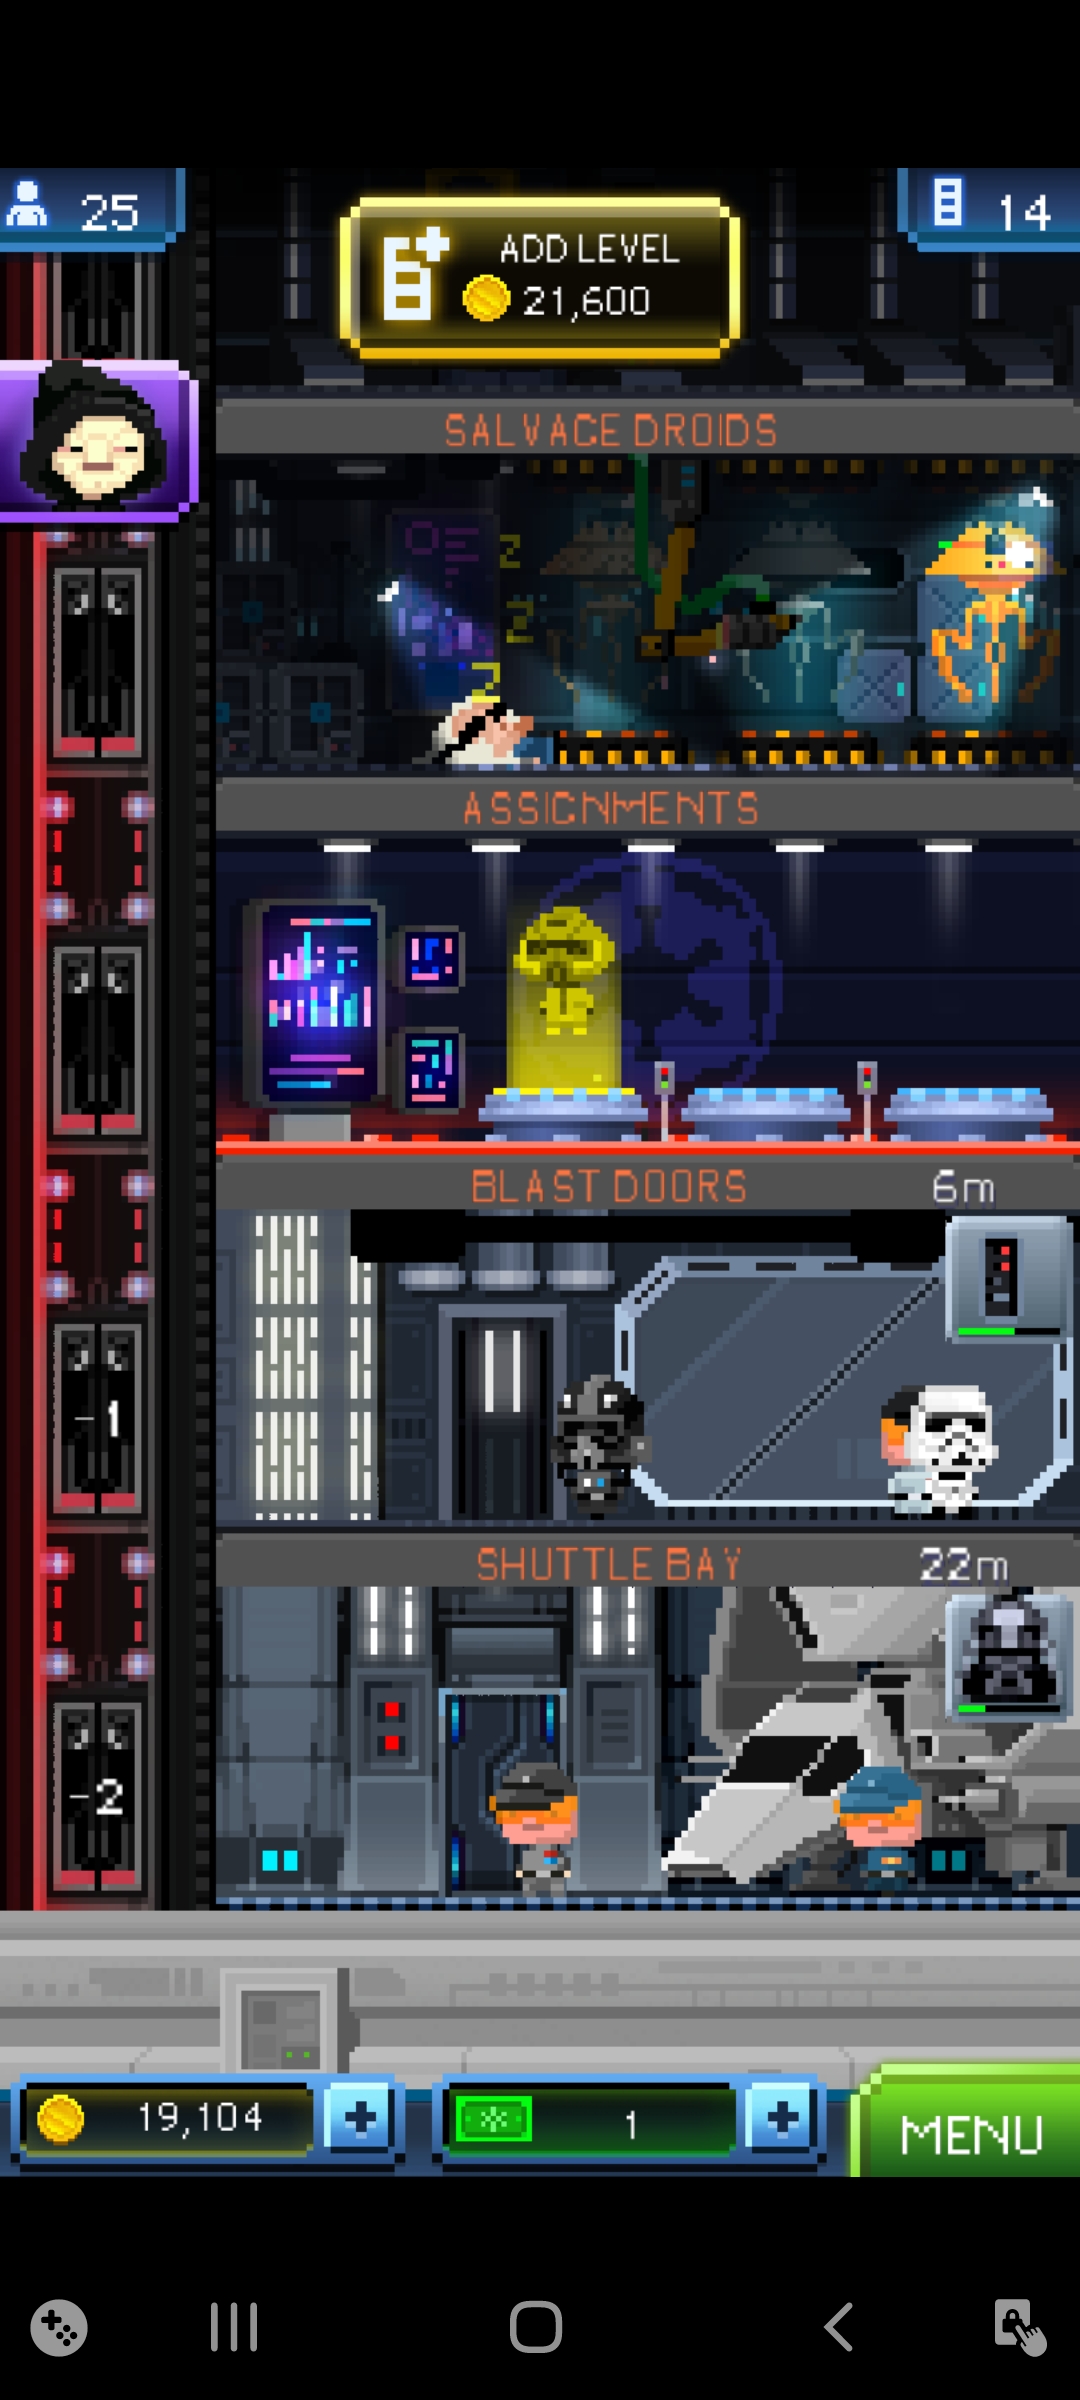 25
ADD LEVEL
21,600
14
SALVAGE DROIDS
Z
Z
Z
ASSIGNMENTS
BLAST DOORS
6m
-1
SHUTTLE BAY
22m
-2
19,104
1
MENU